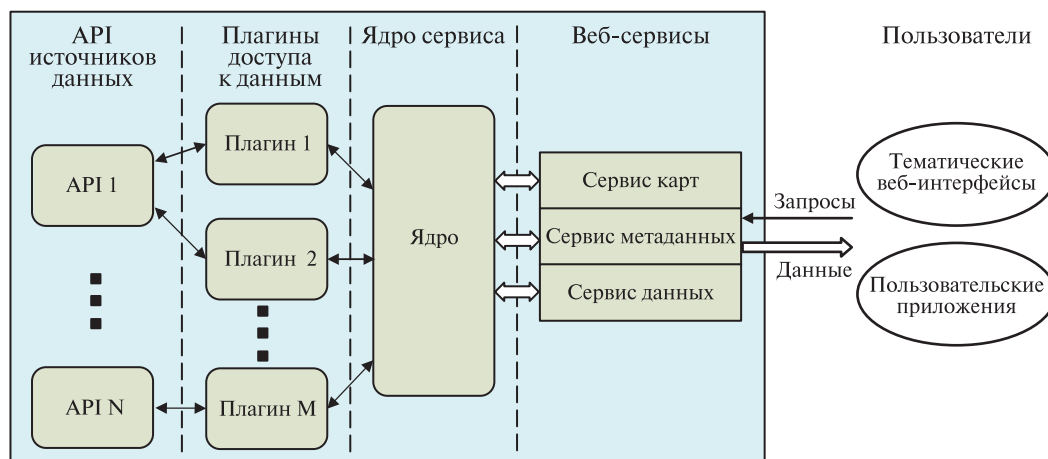 API
источников
данных
Плагины
доступа
к данным
Ядро сервиса
Веб-сервисы
Пользователи
API 1
API N
Плагин 1
Плагин 2
Плагин M
Ядро
Сервис карт
Сервис метаданных
Сервис данных
Запросы
Данные
Тематические
веб-интерфейсы
Пользовательские
приложения